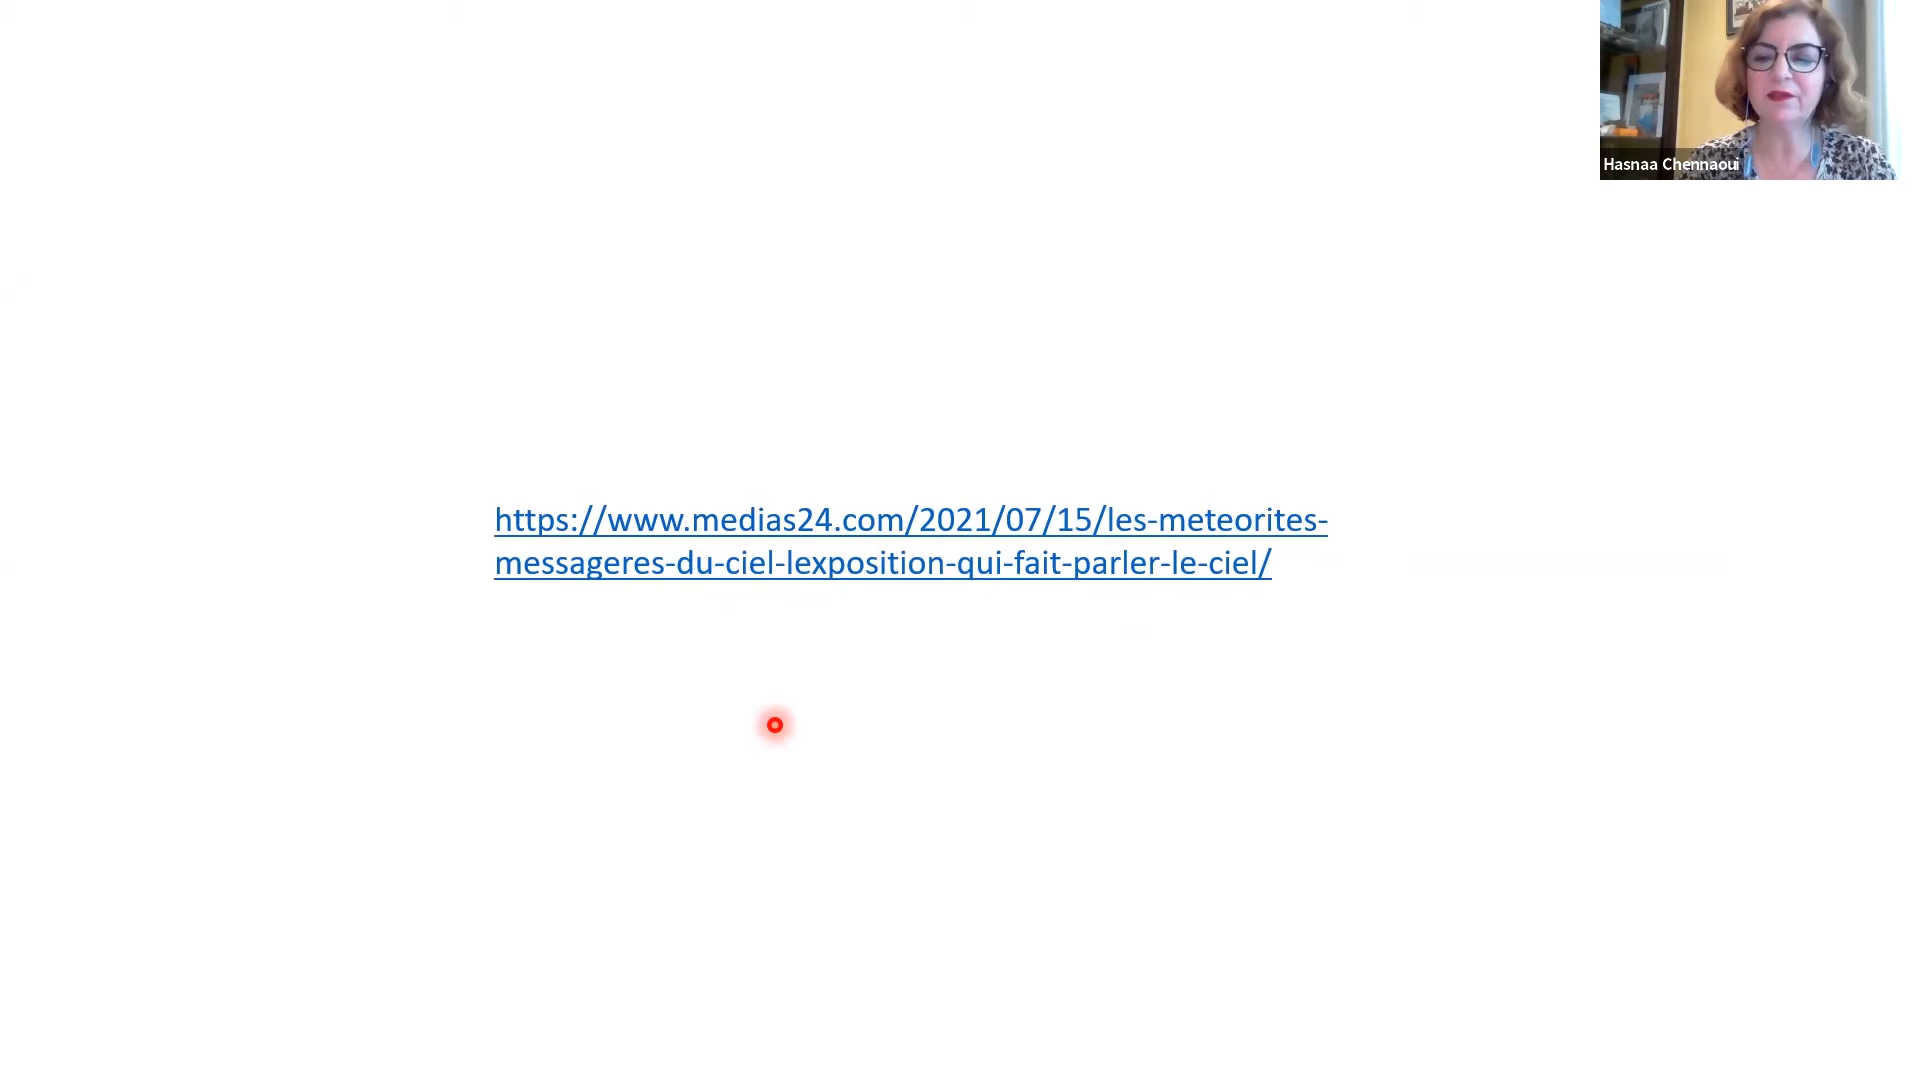 Hasnaa Chennaoui
https://www.medias24.com/2021/07/15/les-meteorites-
messageres-du-ciel-lexposition-qui-fait-parler-le-ciel/